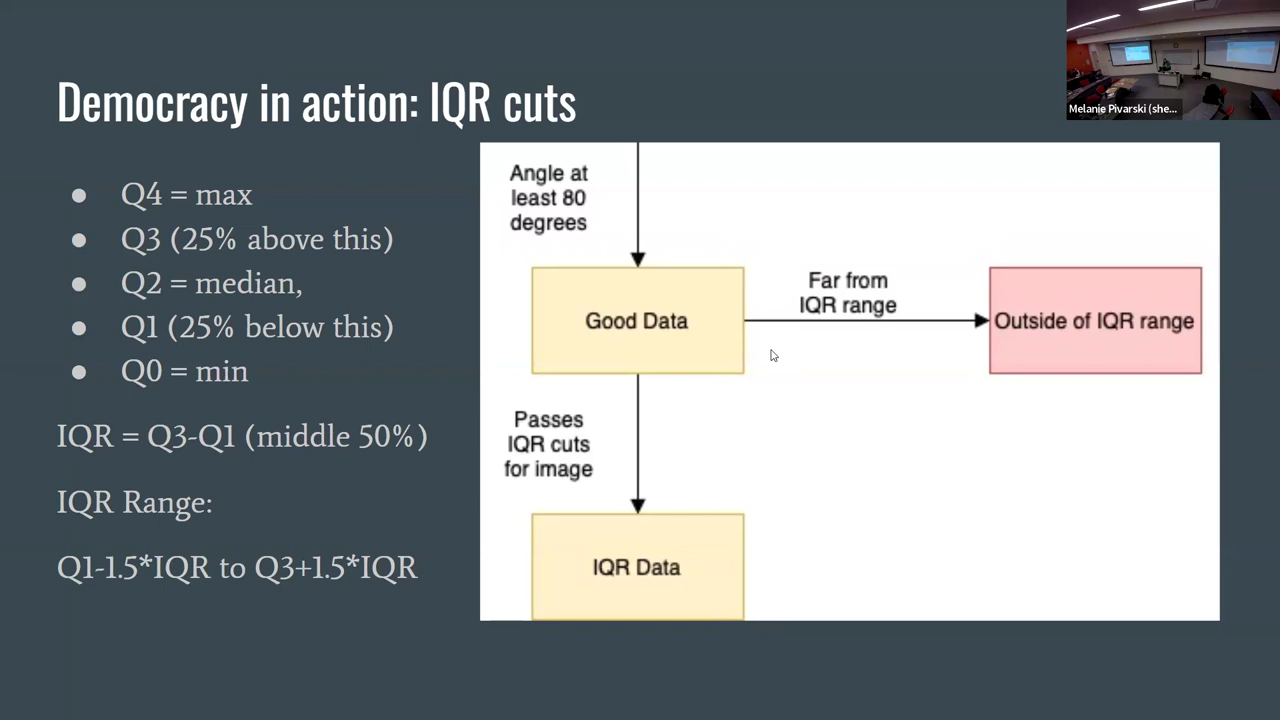 Democracy in action: IQR cuts
Melanie Pivarski (she...
● Q4 = max
● Q3 (25% above this)
● Q2 = median,
● Q1 (25% below this)
● Q0 = min
IQR = Q3-Q1 (middle 50%)
IQR Range:
Q1-1.5*IQR to Q3+1.5*IQR
Angle at
least 80
degrees
Good Data
Far from
IQR range
Outside of IQR range
Passes
IQR cuts
for image
IQR Data